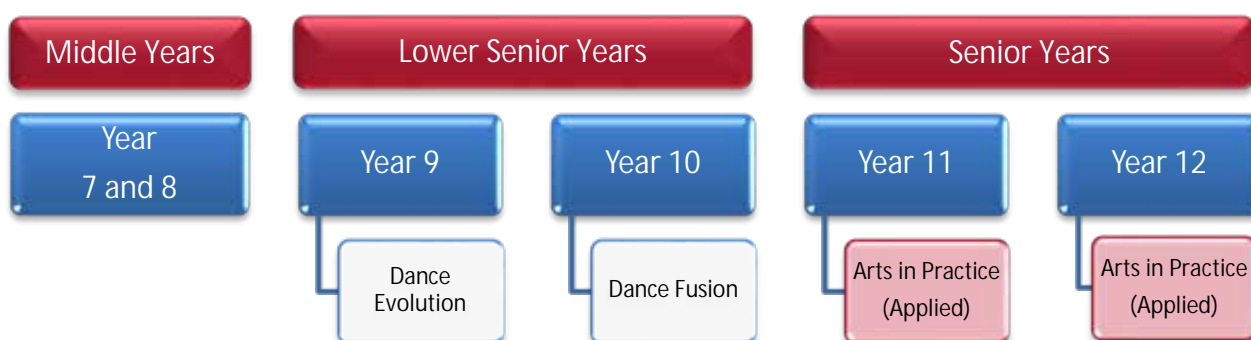 Middle Years
Lower Senior Years
Senior Years
Year
7 and 8
Year 9
Year 10
Year 11
Year 12
Dance
Evolution
Dance Fusion
Arts in Practice
(Applied)
Arts in Practice
(Applied)